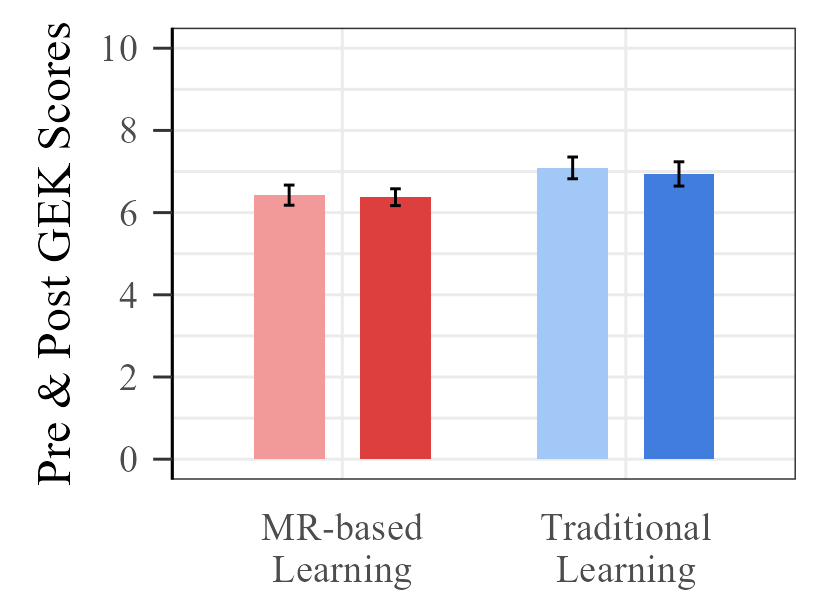 Pre & Post GEK Scores
10
8
6
4
2
0
MR-based
Learning
Traditional
Learning